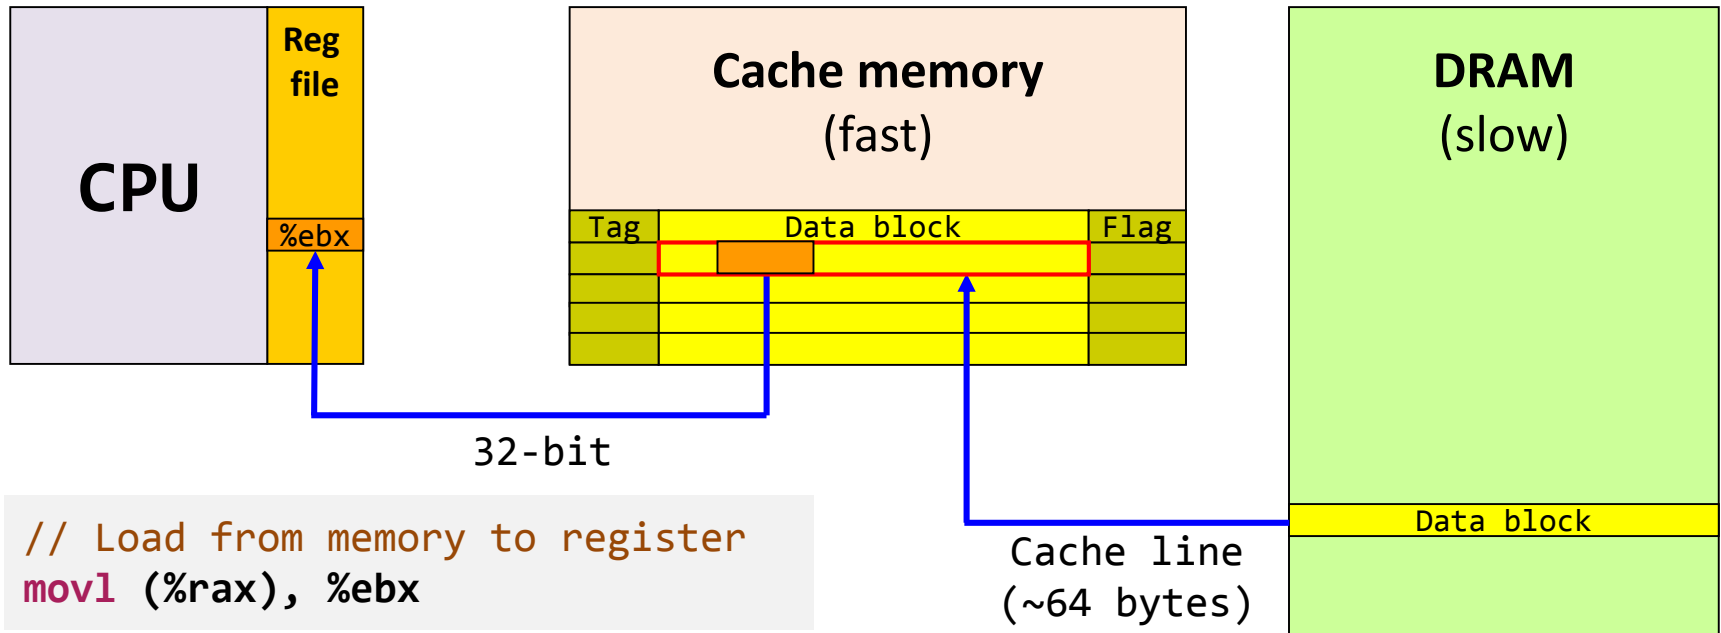 CPU
Reg
file
%ebx
Cache memory
(fast)
Tag
Data block
Flag
DRAM
(slow)
Data block
32-bit
Cache line
(~64 bytes)
// Load from memory to register
movl (%rax), %ebx